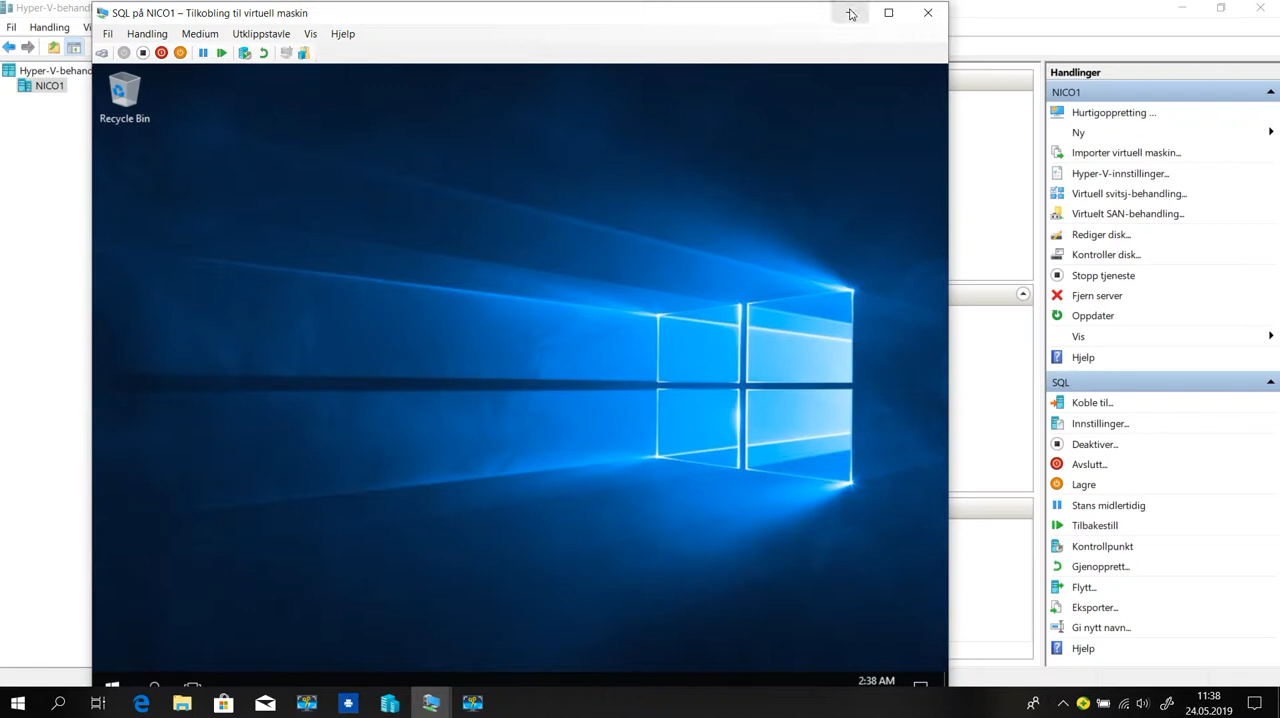 Hyper-V-behand
Fil
Handling
Vi
Hyper-V-behand
NICO1
SQL på NICO1 – Tilkobling til virtuell maskin
Fil
Handling
Medium
Utklippstavle
Vis
Hjelp
Recycle Bin
2:38 AM
Handlinger
NICO1
Hurtigoppretting ...
Ny
Importer virtuell maskin...
Hyper-V-innstillinger...
Virtuell svitsj-behandling...
Virtuelt SAN-behandling...
Rediger disk...
Kontroller disk...
Stopp tjeneste
Fjern server
Oppdater
Vis
Hjelp
SQL
Koble til...
Innstillinger...
Deaktiver...
Avslutt...
Lagre
Stans midlertidig
Tilbakestill
Kontrollpunkt
Gjenopprett...
Flytt...
Eksporter...
Gi nytt navn...
Hjelp
11:38
24.05.2019